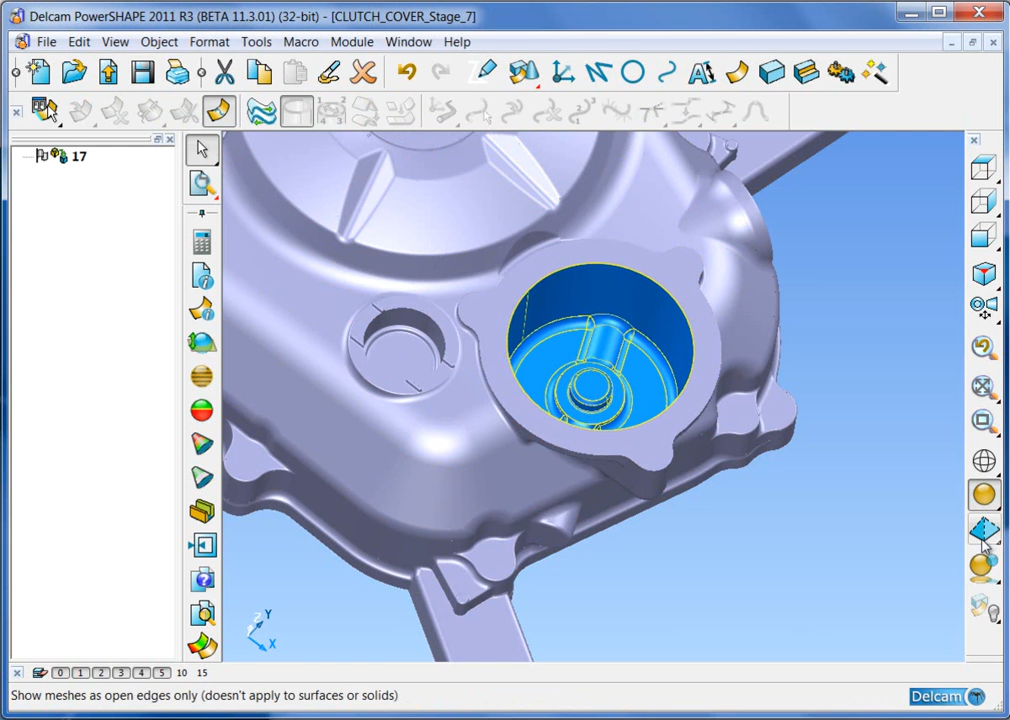 Delcam PowerSHAPE 2011 R3 (BETA 11.3.01) (32-bit) - [CLUTCH_COVER_Stage_7]
File Edit View Object Format Tools Macro Module Window Help
17
Y
X
0 1 2 3 4 5 10 15
Show meshes as open edges only (doesn't apply to surfaces or solids)
Delcam